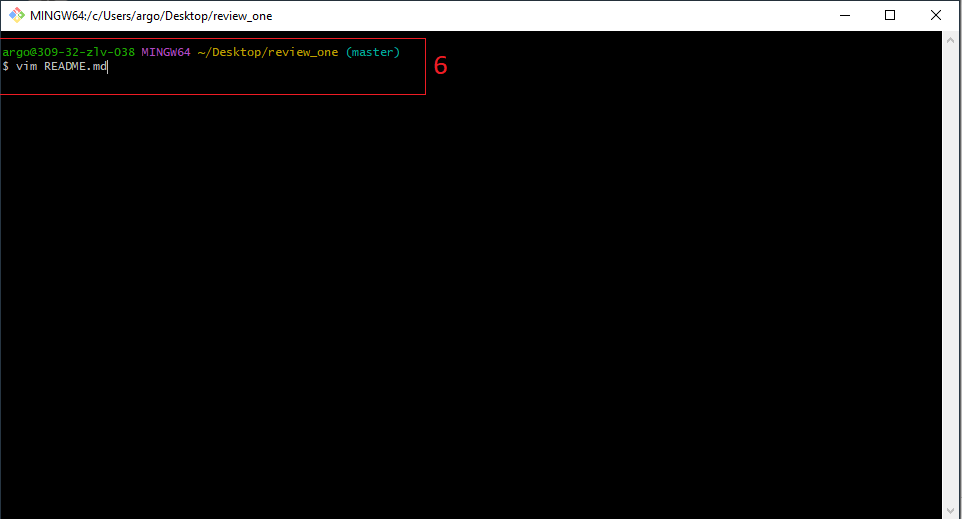 MINGW64:/c/Users/argo/Desktop/review_one
argo@309-32-zlv-038 MINGW64 ~/Desktop/review_one (master)
$ vim README.md
6